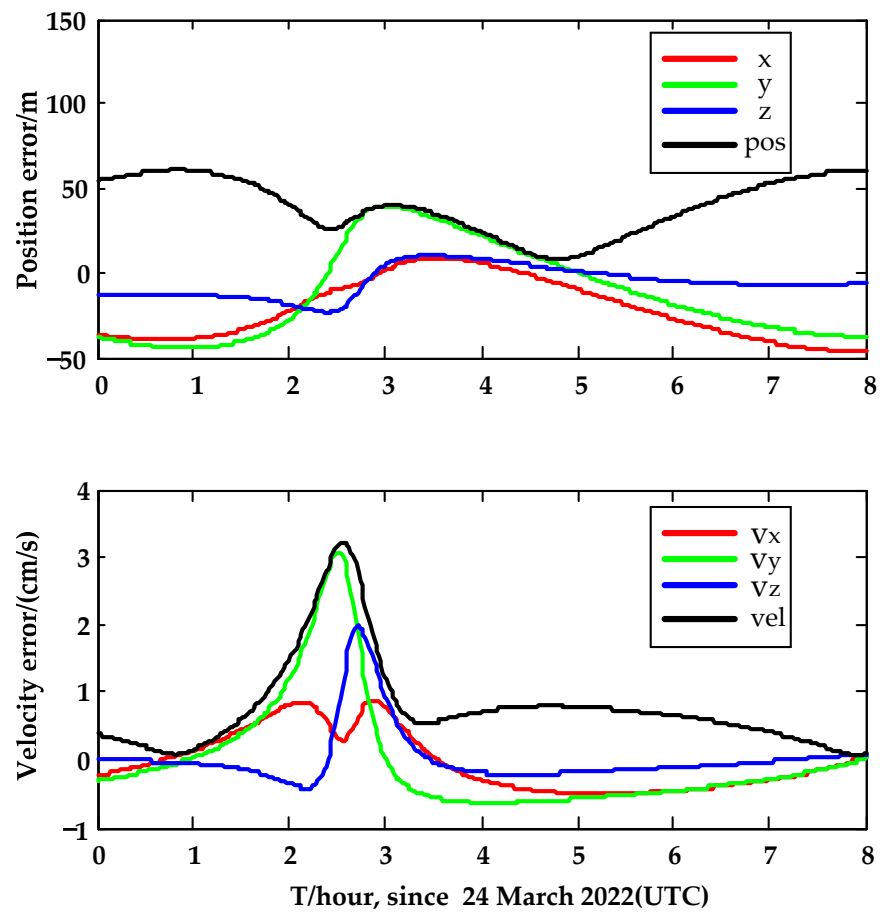 150
100
50
0
−50
Position error/m
x
y
z
pos
0 1 2 3 4 5 6 7 8
4
3
2
1
0
−1
Velocity error/(cm/s)
vx
vy
vz
vel
0 1 2 3 4 5 6 7 8
T/hour, since 24 March 2022(UTC)